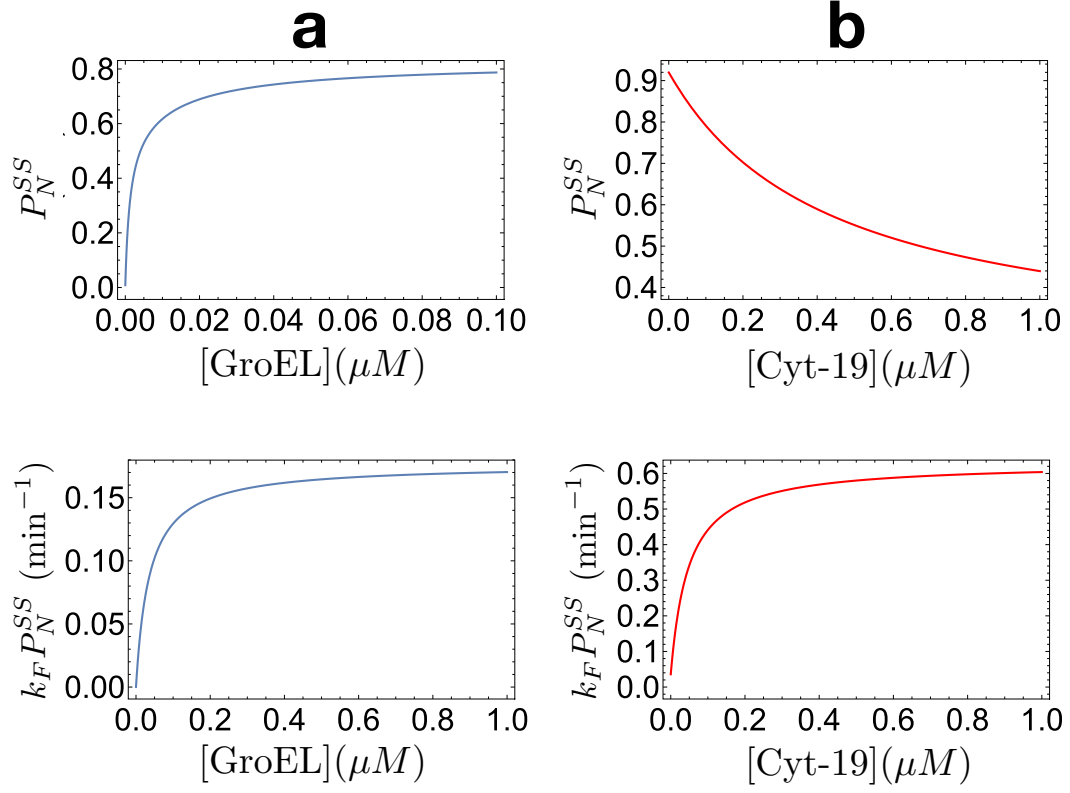 a
0.8
0.6
0.4
0.2
0.0
P_N^{SS}
0.00 0.02 0.04 0.06 0.08 0.10
[GroEL](μM)
b
0.9
0.8
0.7
0.6
0.5
0.4
P_N^{SS}
0.0 0.2 0.4 0.6 0.8 1.0
[Cyt-19](μM)
0.15
0.10
0.05
0.00
k_F P_N^{SS} (min^{−1})
0.0 0.2 0.4 0.6 0.8 1.0
[GroEL](μM)
0.6
0.5
0.4
0.3
0.2
0.1
0.0
k_F P_N^{SS} (min^{−1})
0.0 0.2 0.4 0.6 0.8 1.0
[Cyt-19](μM)